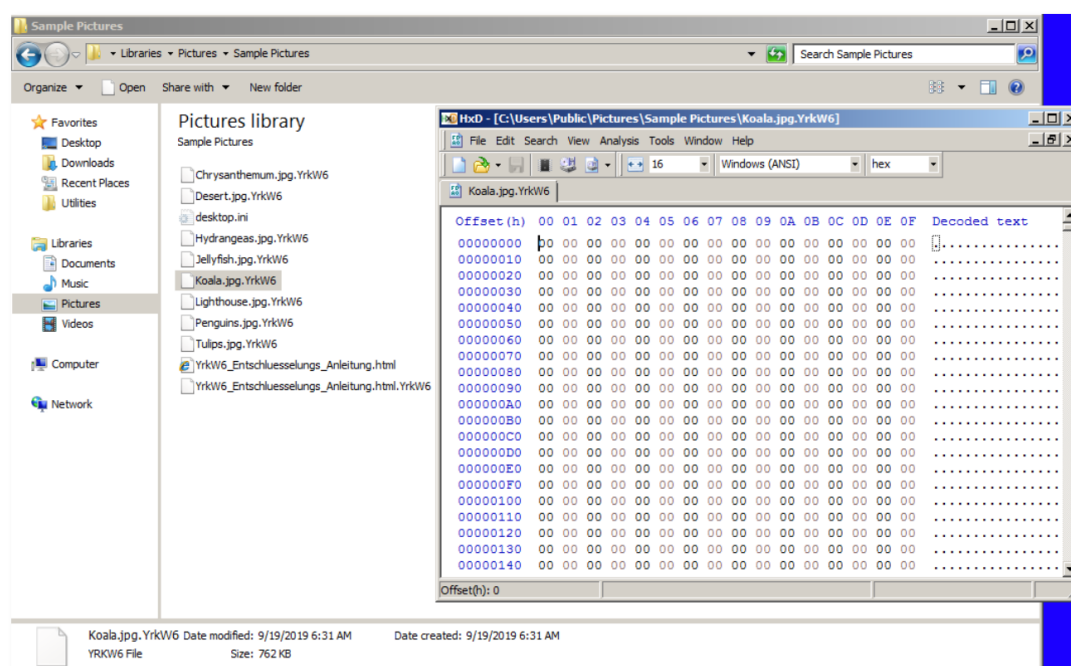 Sample Pictures
Libraries Pictures Sample Pictures
Search Sample Pictures
Organize Open Share with New folder
Favorites
Desktop
Downloads
Recent Places
Utilities
Libraries
Documents
Music
Pictures
Videos
Computer
Network
Pictures library
Sample Pictures
Chrysanthemum.jpg.YrkW6
Desert.jpg.YrkW6
desktop.ini
Hydrangeas.jpg.YrkW6
Jellyfish.jpg.YrkW6
Koala.jpg.YrkW6
Lighthouse.jpg.YrkW6
Penguins.jpg.YrkW6
Tulips.jpg.YrkW6
YrkW6_Entschluesselungs_Anleitung.html
YrkW6_Entschluesselungs_Anleitung.html.YrkW6
HxD - [C:\Users\Public\Pictures\Sample Pictures\Koala.jpg.YrkW6]
File Edit Search View Analysis Tools Window Help
16 Windows (ANSI) hex
Koala.jpg.YrkW6
Offset(h) 00 01 02 03 04 05 06 07 08 09 0A 0B 0C 0D 0E 0F Decoded text
00000000 00 00 00 00 00 00 00 00 00 00 00 00 00 00 00 00 ................
00000010 00 00 00 00 00 00 00 00 00 00 00 00 00 00 00 00 ................
00000020 00 00 00 00 00 00 00 00 00 00 00 00 00 00 00 00 ................
00000030 00 00 00 00 00 00 00 00 00 00 00 00 00 00 00 00 ................
00000040 00 00 00 00 00 00 00 00 00 00 00 00 00 00 00 00 ................
00000050 00 00 00 00 00 00 00 00 00 00 00 00 00 00 00 00 ................
00000060 00 00 00 00 00 00 00 00 00 00 00 00 00 00 00 00 ................
00000070 00 00 00 00 00 00 00 00 00 00 00 00 00 00 00 00 ................
00000080 00 00 00 00 00 00 00 00 00 00 00 00 00 00 00 00 ................
00000090 00 00 00 00 00 00 00 00 00 00 00 00 00 00 00 00 ................
000000A0 00 00 00 00 00 00 00 00 00 00 00 00 00 00 00 00 ................
000000B0 00 00 00 00 00 00 00 00 00 00 00 00 00 00 00 00 ................
000000C0 00 00 00 00 00 00 00 00 00 00 00 00 00 00 00 00 ................
000000D0 00 00 00 00 00 00 00 00 00 00 00 00 00 00 00 00 ................
000000E0 00 00 00 00 00 00 00 00 00 00 00 00 00 00 00 00 ................
000000F0 00 00 00 00 00 00 00 00 00 00 00 00 00 00 00 00 ................
00000100 00 00 00 00 00 00 00 00 00 00 00 00 00 00 00 00 ................
00000110 00 00 00 00 00 00 00 00 00 00 00 00 00 00 00 00 ................
00000120 00 00 00 00 00 00 00 00 00 00 00 00 00 00 00 00 ................
00000130 00 00 00 00 00 00 00 00 00 00 00 00 00 00 00 00 ................
00000140 00 00 00 00 00 00 00 00 00 00 00 00 00 00 00 00 ................
Offset(h): 0
Koala.jpg.YrkW6 Date modified: 9/19/2019 6:31 AM Date created: 9/19/2019 6:31 AM
YRKW6 File Size: 762 KB